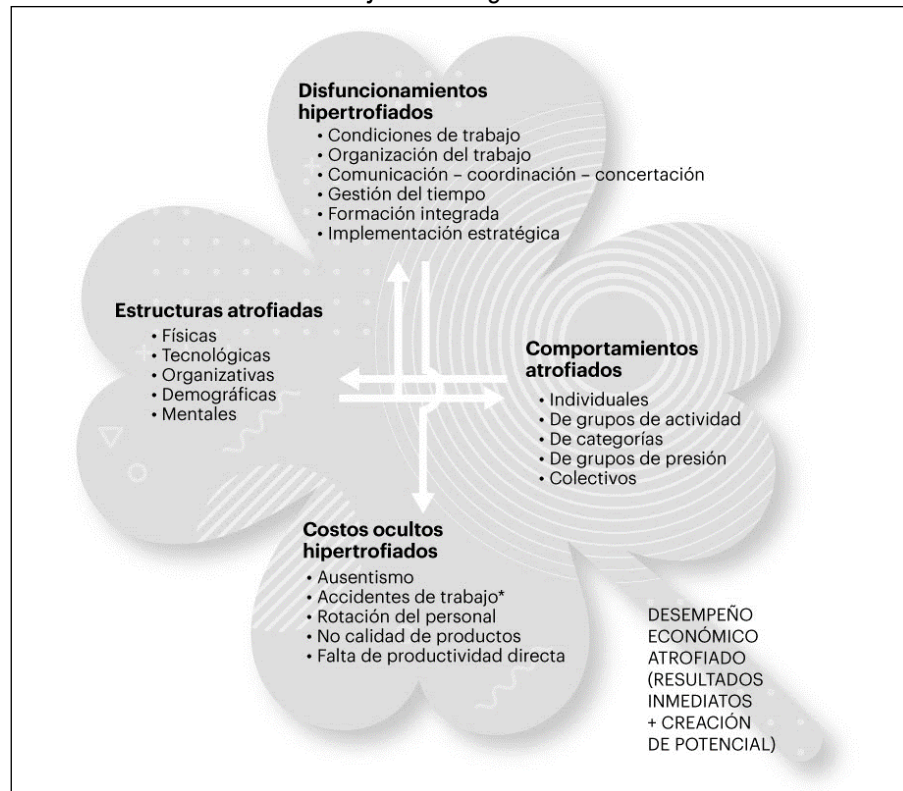 Disfuncionamientos
hipertrofiados
• Condiciones de trabajo
• Organización del trabajo
• Comunicación – coordinación – concertación
• Gestión del tiempo
• Formación integrada
• Implementación estratégica
Estructuras atrofiadas
• Físicas
• Tecnológicas
• Organizativas
• Demográficas
• Mentales
Comportamientos
atrofiados
• Individuales
• De grupos de actividad
• De categorías
• De grupos de presión
• Colectivos
Costos ocultos
hipertrofiados
• Ausentismo
• Accidentes de trabajo*
• Rotación del personal
• No calidad de productos
• Falta de productividad directa
DESEMPEÑO
ECONÓMICO
ATROFIADO
(RESULTADOS
INMEDIATOS
+ CREACIÓN
DE POTENCIAL)